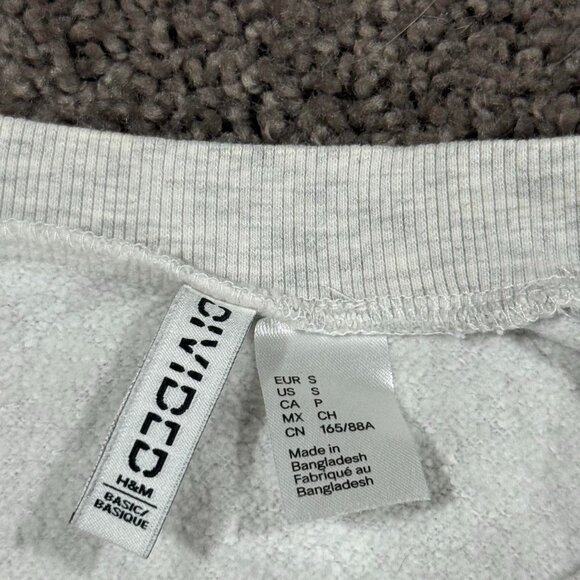 DIVIDED
H&M
BASIC/
BASIQUE
EUR S
US S
CA P
MX CH
CN 165/88A
Made in
Bangladesh
Fabriqué au
Bangladesh